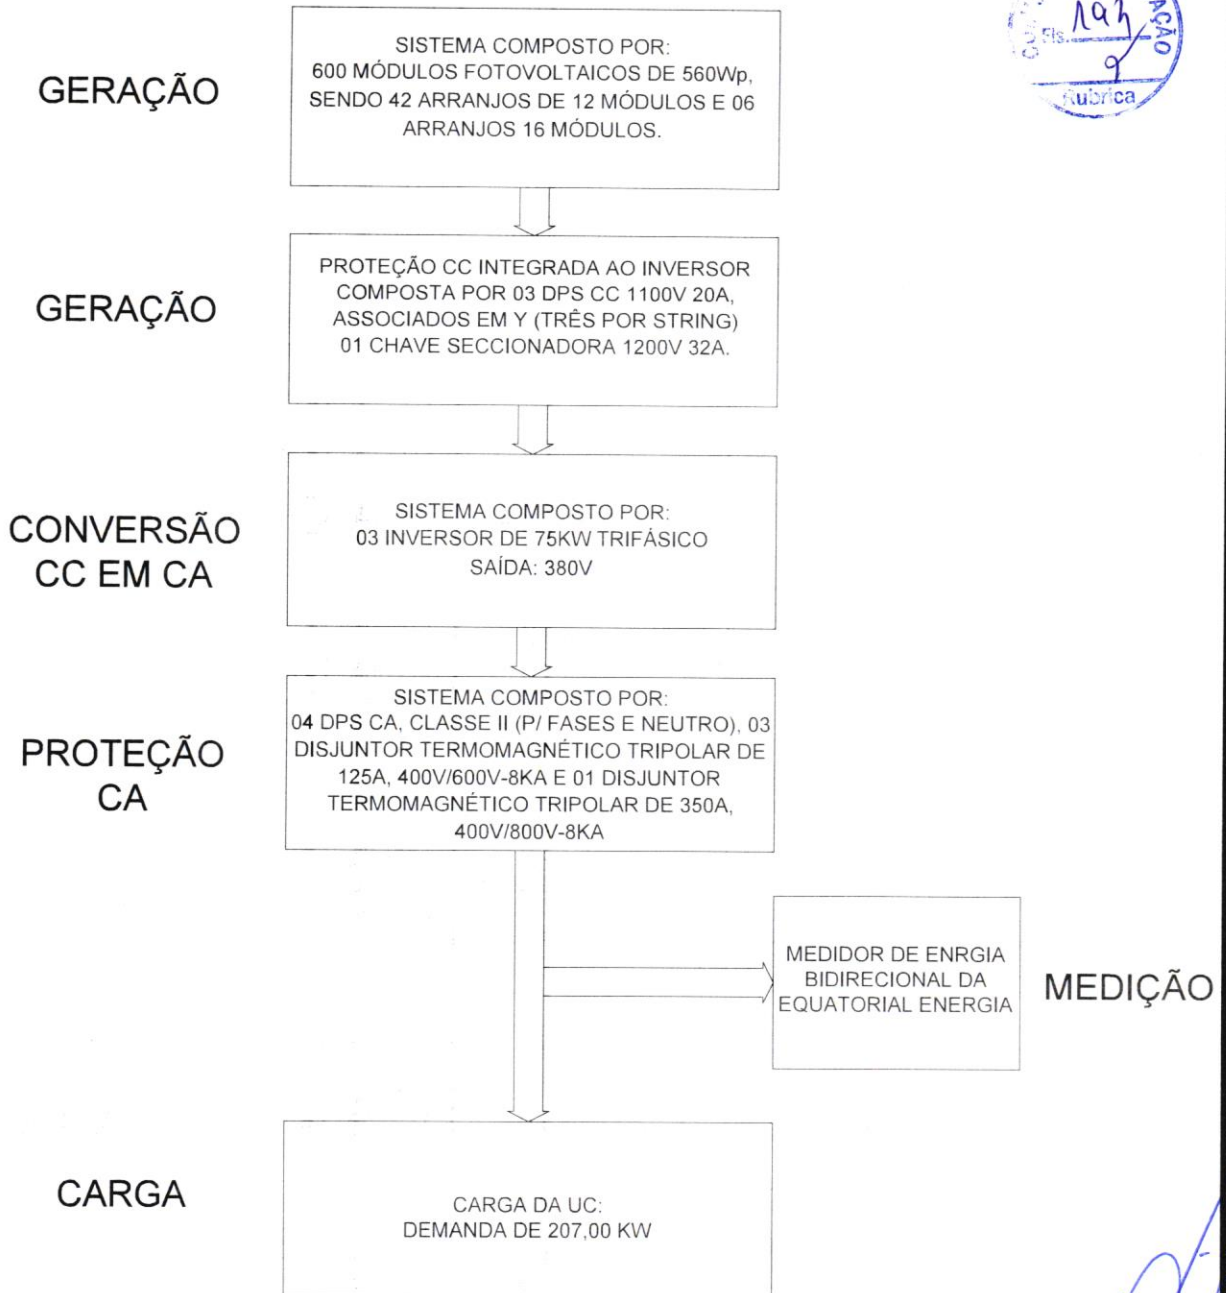 Fls.
Rubrica
GERAÇÃO
SISTEMA COMPOSTO POR:
600 MÓDULOS FOTOVOLTAICOS DE 560Wp,
SENDO 42 ARRANJOS DE 12 MÓDULOS E 06
ARRANJOS 16 MÓDULOS.
GERAÇÃO
PROTEÇÃO CC INTEGRADA AO INVERSOR
COMPOSTA POR 03 DPS CC 1100V 20A,
ASSOCIADOS EM Y (TRÊS POR STRING)
01 CHAVE SECCIONADORA 1200V 32A.
CONVERSÃO
CC EM CA
SISTEMA COMPOSTO POR:
03 INVERSOR DE 75KW TRIFÁSICO
SAÍDA: 380V
PROTEÇÃO
CA
SISTEMA COMPOSTO POR:
04 DPS CA, CLASSE II (P/ FASES E NEUTRO), 03
DISJUNTOR TERMOMAGNÉTICO TRIPOLAR DE
125A, 400V/600V-8KA E 01 DISJUNTOR
TERMOMAGNÉTICO TRIPOLAR DE 350A,
400V/800V-8KA
MEDIDOR DE ENRGIA
BIDIRECIONAL DA
EQUATORIAL ENERGIA
MEDIÇÃO
CARGA
CARGA DA UC:
DEMANDA DE 207,00 KW